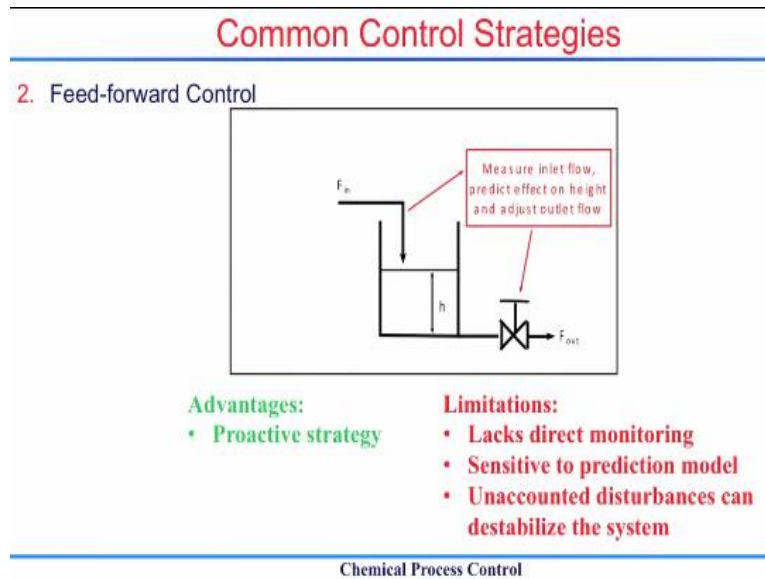 Common Control Strategies
2. Feed-forward Control
Measure inlet flow,
predict effect on height
and adjust outlet flow
F in
h
F out
Advantages:
• Proactive strategy
Limitations:
• Lacks direct monitoring
• Sensitive to prediction model
• Unaccounted disturbances can
destabilize the system
Chemical Process Control